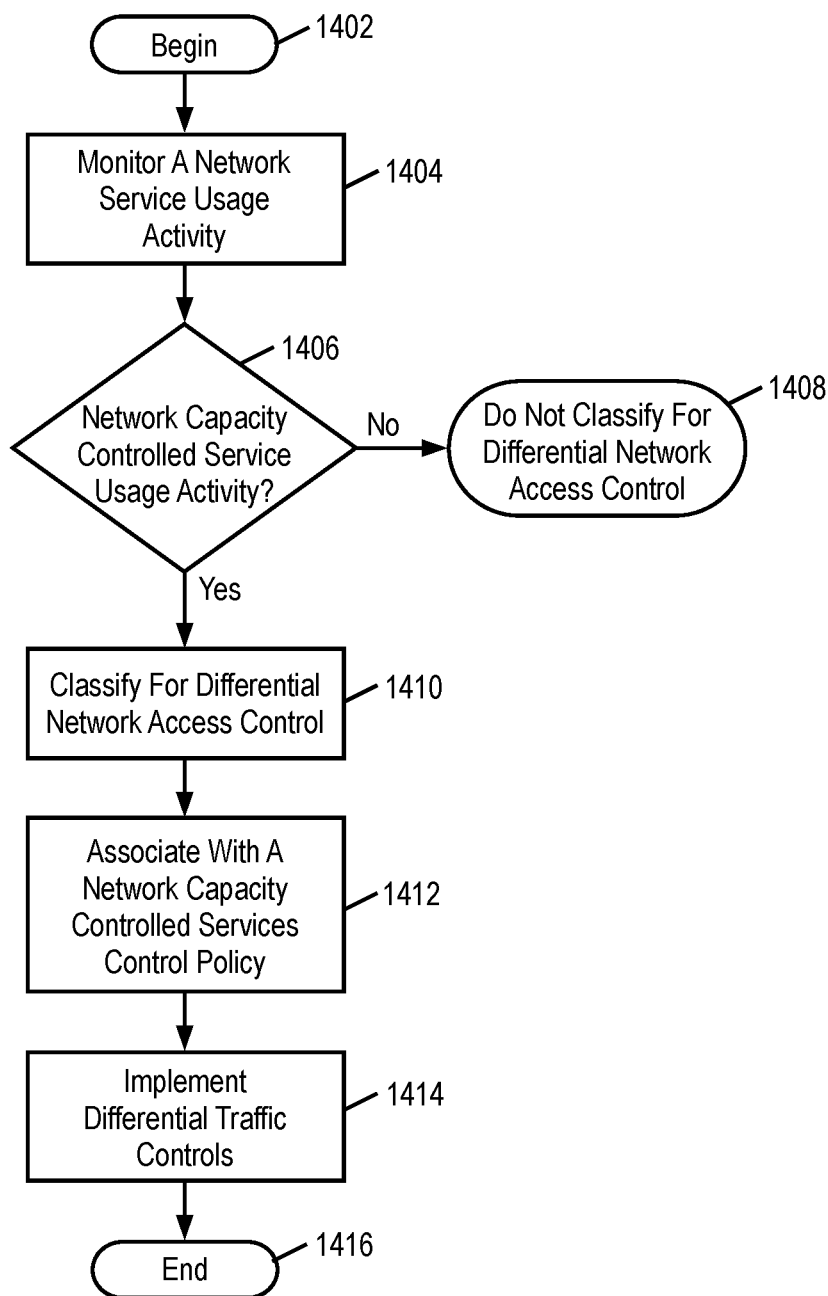 Begin
1402
Monitor A Network
Service Usage
Activity
1404
1406
Network Capacity
Controlled Service
Usage Activity?
No
Do Not Classify For
Differential Network
Access Control
1408
Yes
Classify For Differential
Network Access Control
1410
Associate With A
Network Capacity
Controlled Services
Control Policy
1412
Implement
Differential Traffic
Controls
1414
End
1416